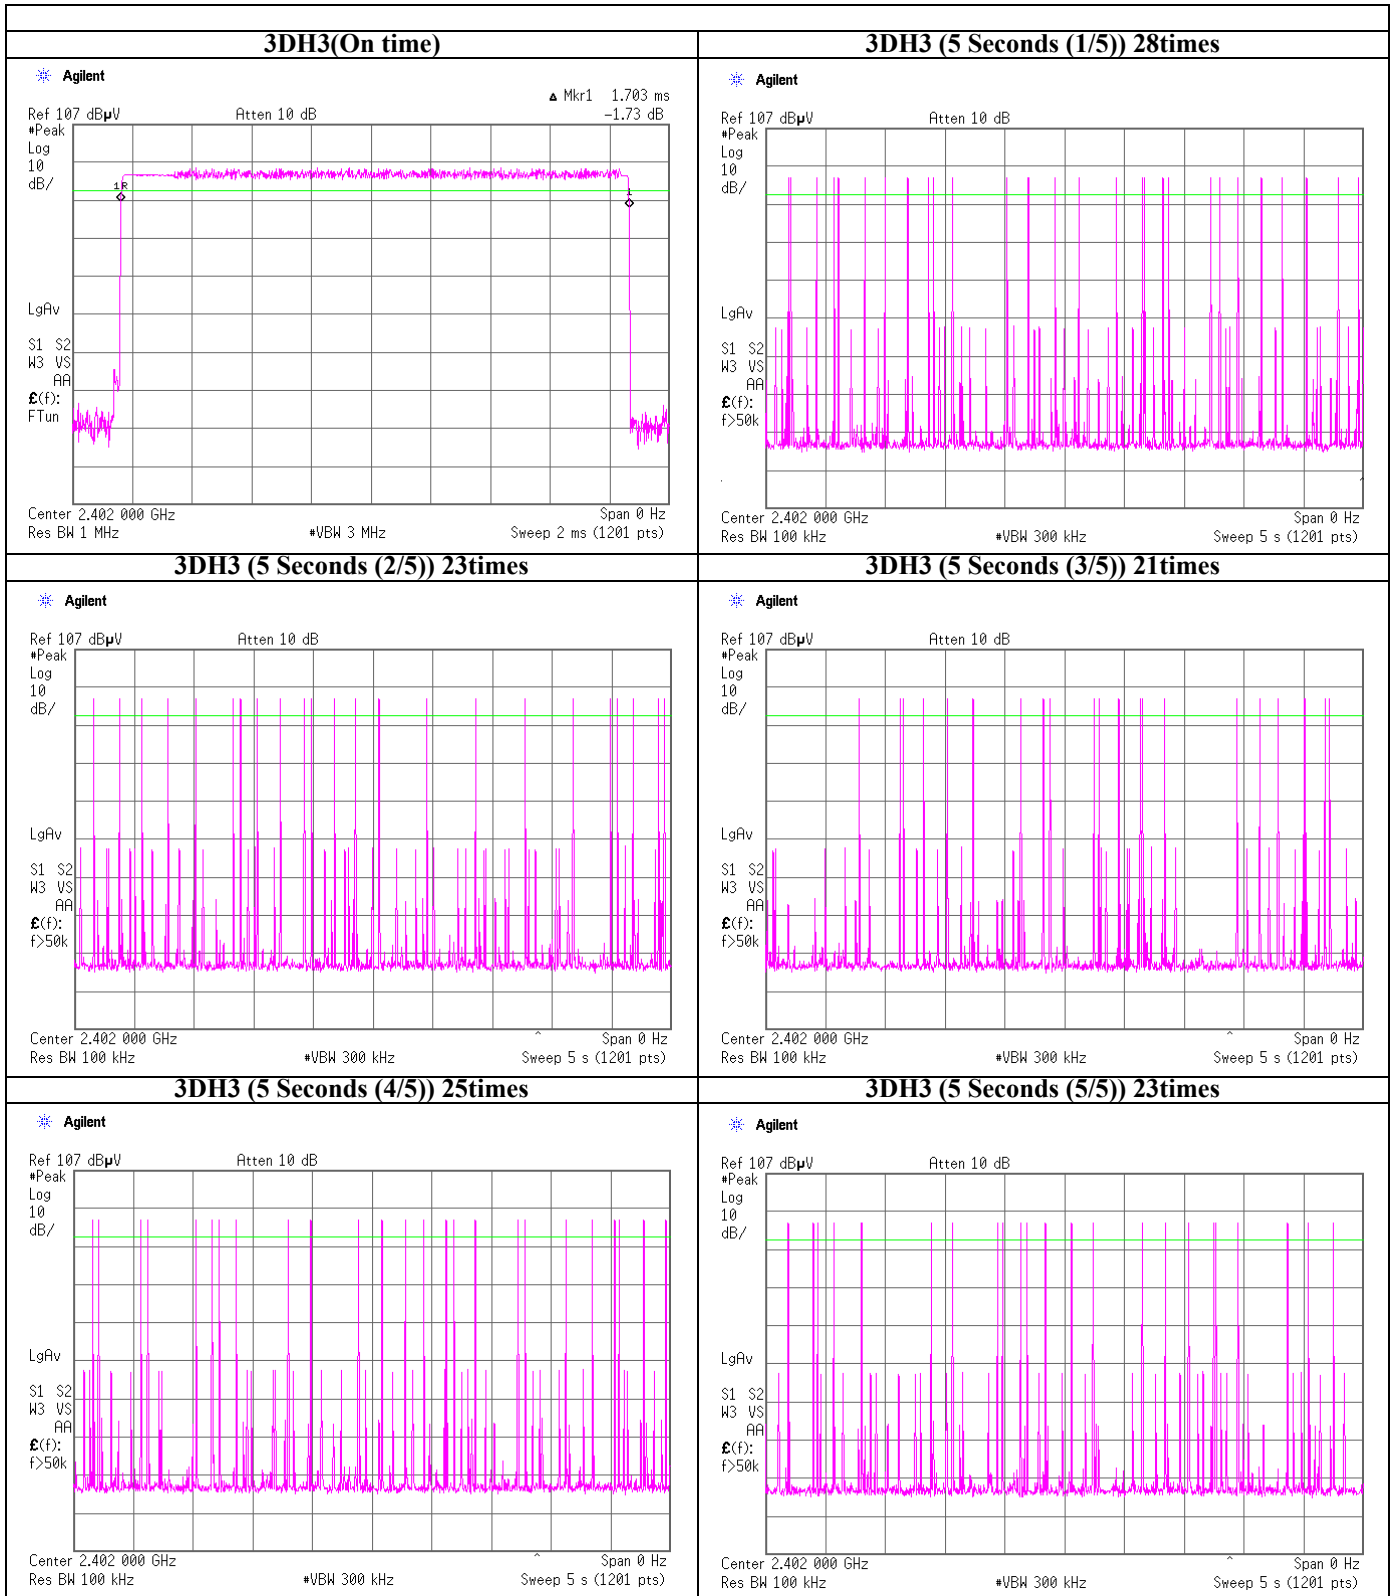 3DH3(On time)
3DH3 (5 Seconds (1/5)) 28times
Agilent
Δ Mkr1 1.703 ms
Ref 107 dBµV Atten 10 dB -1.73 dB
#Peak
Log
10
dB/
1R
1
LgAv
S1 S2
W3 VS
AA
£(f):
FTun
Center 2.402 000 GHz Span 0 Hz
Res BW 1 MHz #VBW 3 MHz Sweep 2 ms (1201 pts)
Agilent
Ref 107 dBµV Atten 10 dB
#Peak
Log
10
dB/
LgAv
S1 S2
W3 VS
AA
£(f):
f>50k
Center 2.402 000 GHz Span 0 Hz
Res BW 100 kHz #VBW 300 kHz Sweep 5 s (1201 pts)
3DH3 (5 Seconds (2/5)) 23times
3DH3 (5 Seconds (3/5)) 21times
Agilent
Ref 107 dBµV Atten 10 dB
#Peak
Log
10
dB/
LgAv
S1 S2
W3 VS
AA
£(f):
f>50k
Center 2.402 000 GHz Span 0 Hz
Res BW 100 kHz #VBW 300 kHz Sweep 5 s (1201 pts)
Agilent
Ref 107 dBµV Atten 10 dB
#Peak
Log
10
dB/
LgAv
S1 S2
W3 VS
AA
£(f):
f>50k
Center 2.402 000 GHz Span 0 Hz
Res BW 100 kHz #VBW 300 kHz Sweep 5 s (1201 pts)
3DH3 (5 Seconds (4/5)) 25times
3DH3 (5 Seconds (5/5)) 23times
Agilent
Ref 107 dBµV Atten 10 dB
#Peak
Log
10
dB/
LgAv
S1 S2
W3 VS
AA
£(f):
f>50k
Center 2.402 000 GHz Span 0 Hz
Res BW 100 kHz #VBW 300 kHz Sweep 5 s (1201 pts)
Agilent
Ref 107 dBµV Atten 10 dB
#Peak
Log
10
dB/
LgAv
S1 S2
W3 VS
AA
£(f):
f>50k
Center 2.402 000 GHz Span 0 Hz
Res BW 100 kHz #VBW 300 kHz Sweep 5 s (1201 pts)